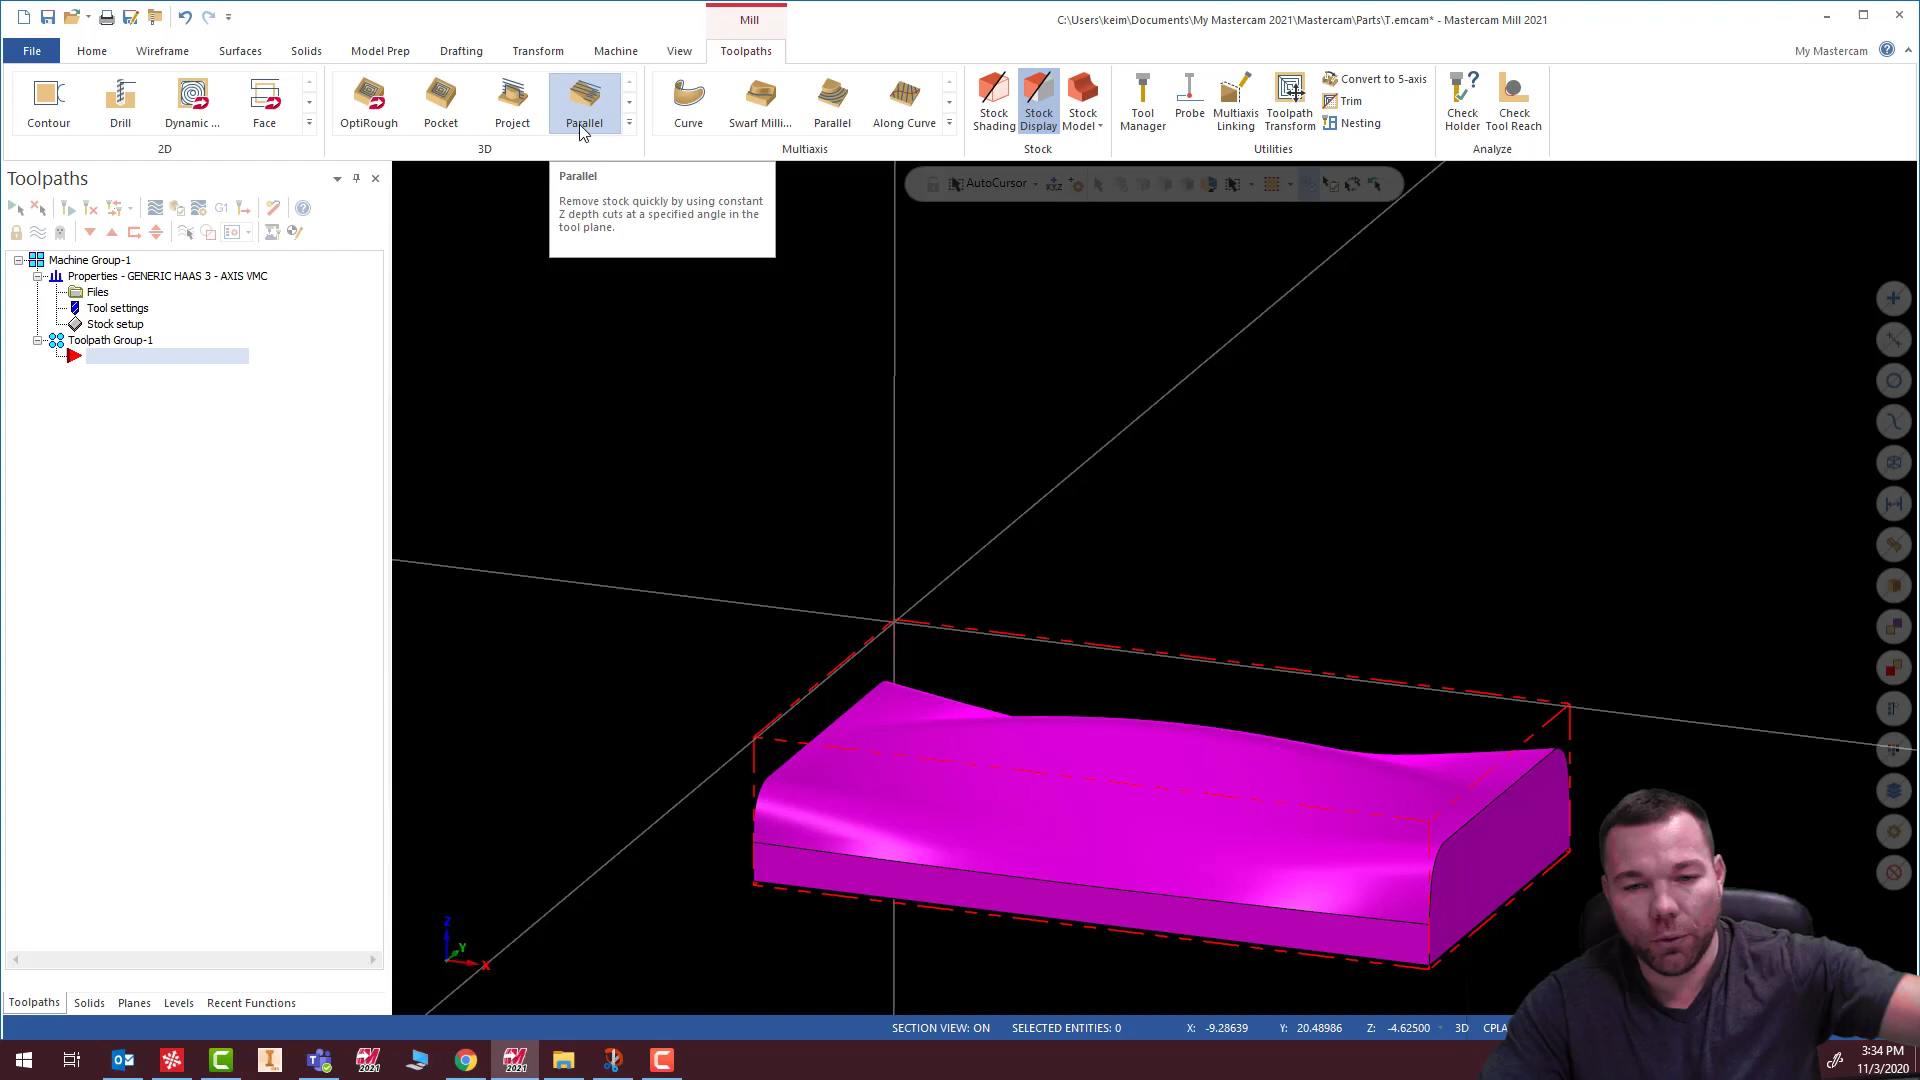 Mill
C:\Users\keim\Documents\My Mastercam 2021\Mastercam\Parts\T.emcam* - Mastercam Mill 2021
File
Home
Wireframe
Surfaces
Solids
Model Prep
Drafting
Transform
Machine
View
Toolpaths
My Mastercam
Contour
Drill
Dynamic ...
Face
2D
OptiRough
Pocket
Project
Parallel
3D
Curve
Swarf Milli...
Parallel
Along Curve
Multiaxis
Stock
Shading
Stock
Display
Stock
Model
Stock
Tool
Manager
Probe
Multiaxis
Linking
Toolpath
Transform
Convert to 5-axis
Trim
Nesting
Utilities
Check
Holder
Check
Tool Reach
Analyze
Toolpaths
Parallel
Remove stock quickly by using constant
Z depth cuts at a specified angle in the
tool plane.
AutoCursor
G1
Machine Group-1
Properties - GENERIC HAAS 3 - AXIS VMC
Files
Tool settings
Stock setup
Toolpath Group-1
Z
Y
X
Toolpaths
Solids
Planes
Levels
Recent Functions
SECTION VIEW: ON
SELECTED ENTITIES: 0
X: -9.28639
Y: 20.48986
Z: -4.62500
3D
CPLA
2021
2021
3:34 PM
11/3/2020